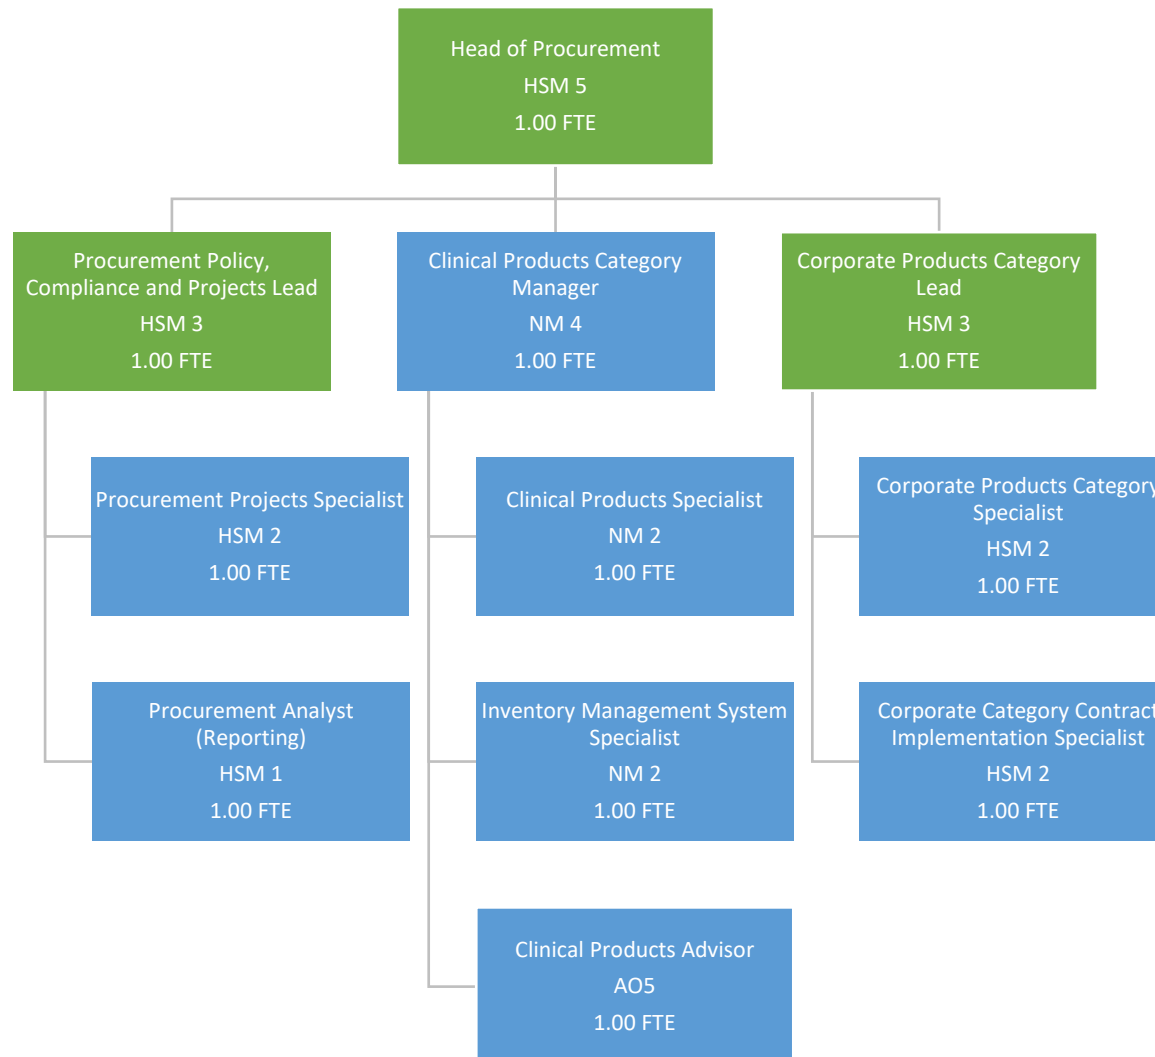 Head of Procurement
HSM 5
1.00 FTE
Procurement Policy,
Compliance and Projects Lead
HSM 3
1.00 FTE
Clinical Products Category
Manager
NM 4
1.00 FTE
Corporate Products Category
Lead
HSM 3
1.00 FTE
Procurement Projects Specialist
HSM 2
1.00 FTE
Clinical Products Specialist
NM 2
1.00 FTE
Corporate Products Category
Specialist
HSM 2
1.00 FTE
Procurement Analyst
(Reporting)
HSM 1
1.00 FTE
Inventory Management System
Specialist
NM 2
1.00 FTE
Corporate Category Contract
Implementation Specialist
HSM 2
1.00 FTE
Clinical Products Advisor
AO5
1.00 FTE